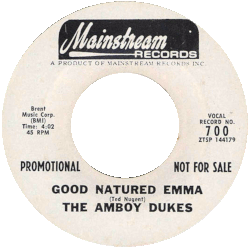 Mainstream
RECORDS
A PRODUCT OF MAINSTREAM RECORDS INC.
Brent
Music Corp.
(BMI)
Time: 4:02
45 RPM
VOCAL
RECORD NO.
700
ZTSP 144179
PROMOTIONAL
NOT FOR SALE
GOOD NATURED EMMA
(Ted Nugent)
THE AMBOY DUKES